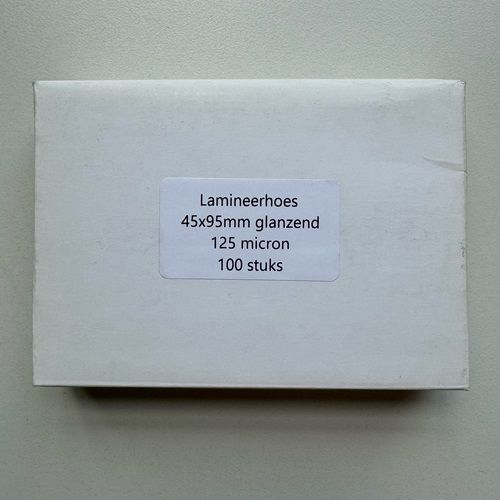 Lamineerhoes
45x95mm glanzend
125 micron
100 stuks